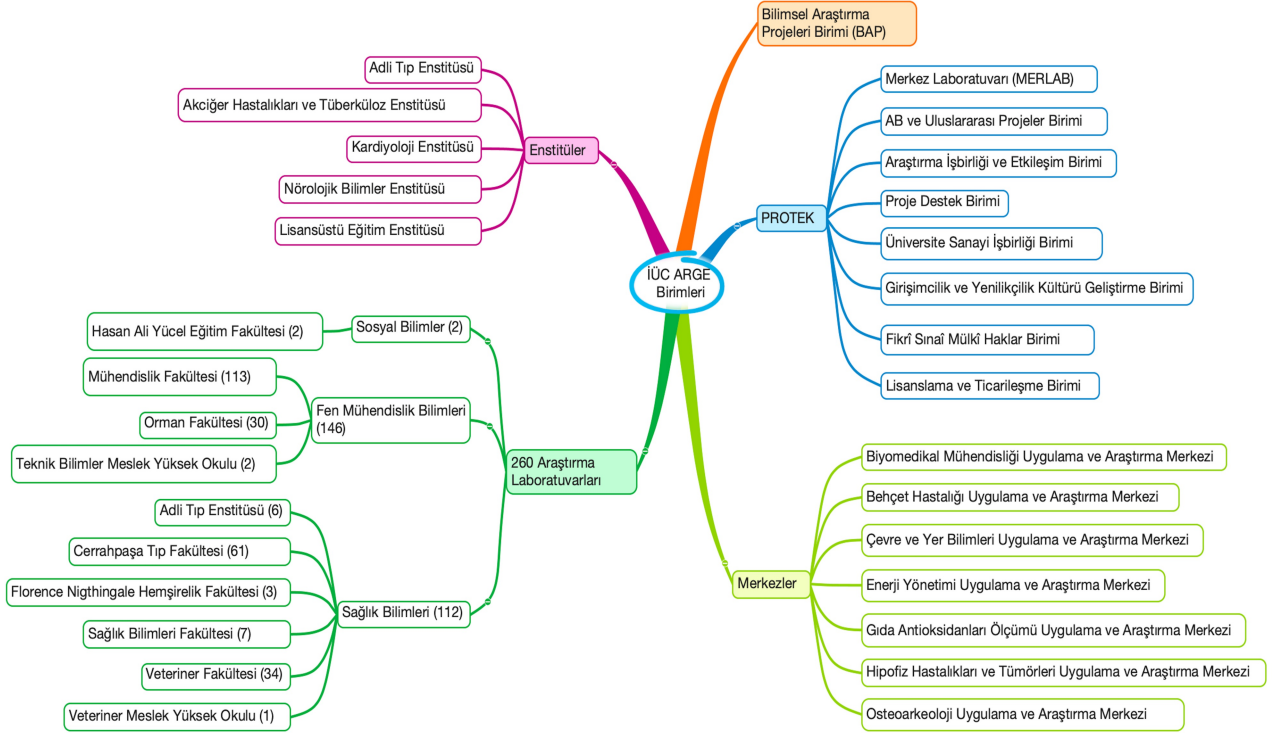 Bilimsel Araştırma
Projeleri Birimi (BAP)
Adli Tıp Enstitüsü
Akciğer Hastalıkları ve Tüberküloz Enstitüsü
Kardiyoloji Enstitüsü
Nörolojik Bilimler Enstitüsü
Lisansüstü Eğitim Enstitüsü
Enstitüler
Merkez Laboratuvarı (MERLAB)
AB ve Uluslararası Projeler Birimi
Araştırma İşbirliği ve Etkileşim Birimi
Proje Destek Birimi
Üniversite Sanayi İşbirliği Birimi
Girişimcilik ve Yenilikçilik Kültürü Geliştirme Birimi
Fikrî Sınaî Mülkî Haklar Birimi
Lisanslama ve Ticarileşme Birimi
PROTEK
İÜC ARGE
Birimleri
Hasan Ali Yücel Eğitim Fakültesi (2)
Sosyal Bilimler (2)
Mühendislik Fakültesi (113)
Orman Fakültesi (30)
Teknik Bilimler Meslek Yüksek Okulu (2)
Fen Mühendislik Bilimleri
(146)
260 Araştırma
Laboratuvarları
Adli Tıp Enstitüsü (6)
Cerrahpaşa Tıp Fakültesi (61)
Florence Nigthingale Hemşirelik Fakültesi (3)
Sağlık Bilimleri Fakültesi (7)
Veteriner Fakültesi (34)
Veteriner Meslek Yüksek Okulu (1)
Sağlık Bilimleri (112)
Merkezler
Biyomedikal Mühendisliği Uygulama ve Araştırma Merkezi
Behçet Hastalığı Uygulama ve Araştırma Merkezi
Çevre ve Yer Bilimleri Uygulama ve Araştırma Merkezi
Enerji Yönetimi Uygulama ve Araştırma Merkezi
Gıda Antioksidanları Ölçümü Uygulama ve Araştırma Merkezi
Hipofiz Hastalıkları ve Tümörleri Uygulama ve Araştırma Merkezi
Osteoarkeoloji Uygulama ve Araştırma Merkezi